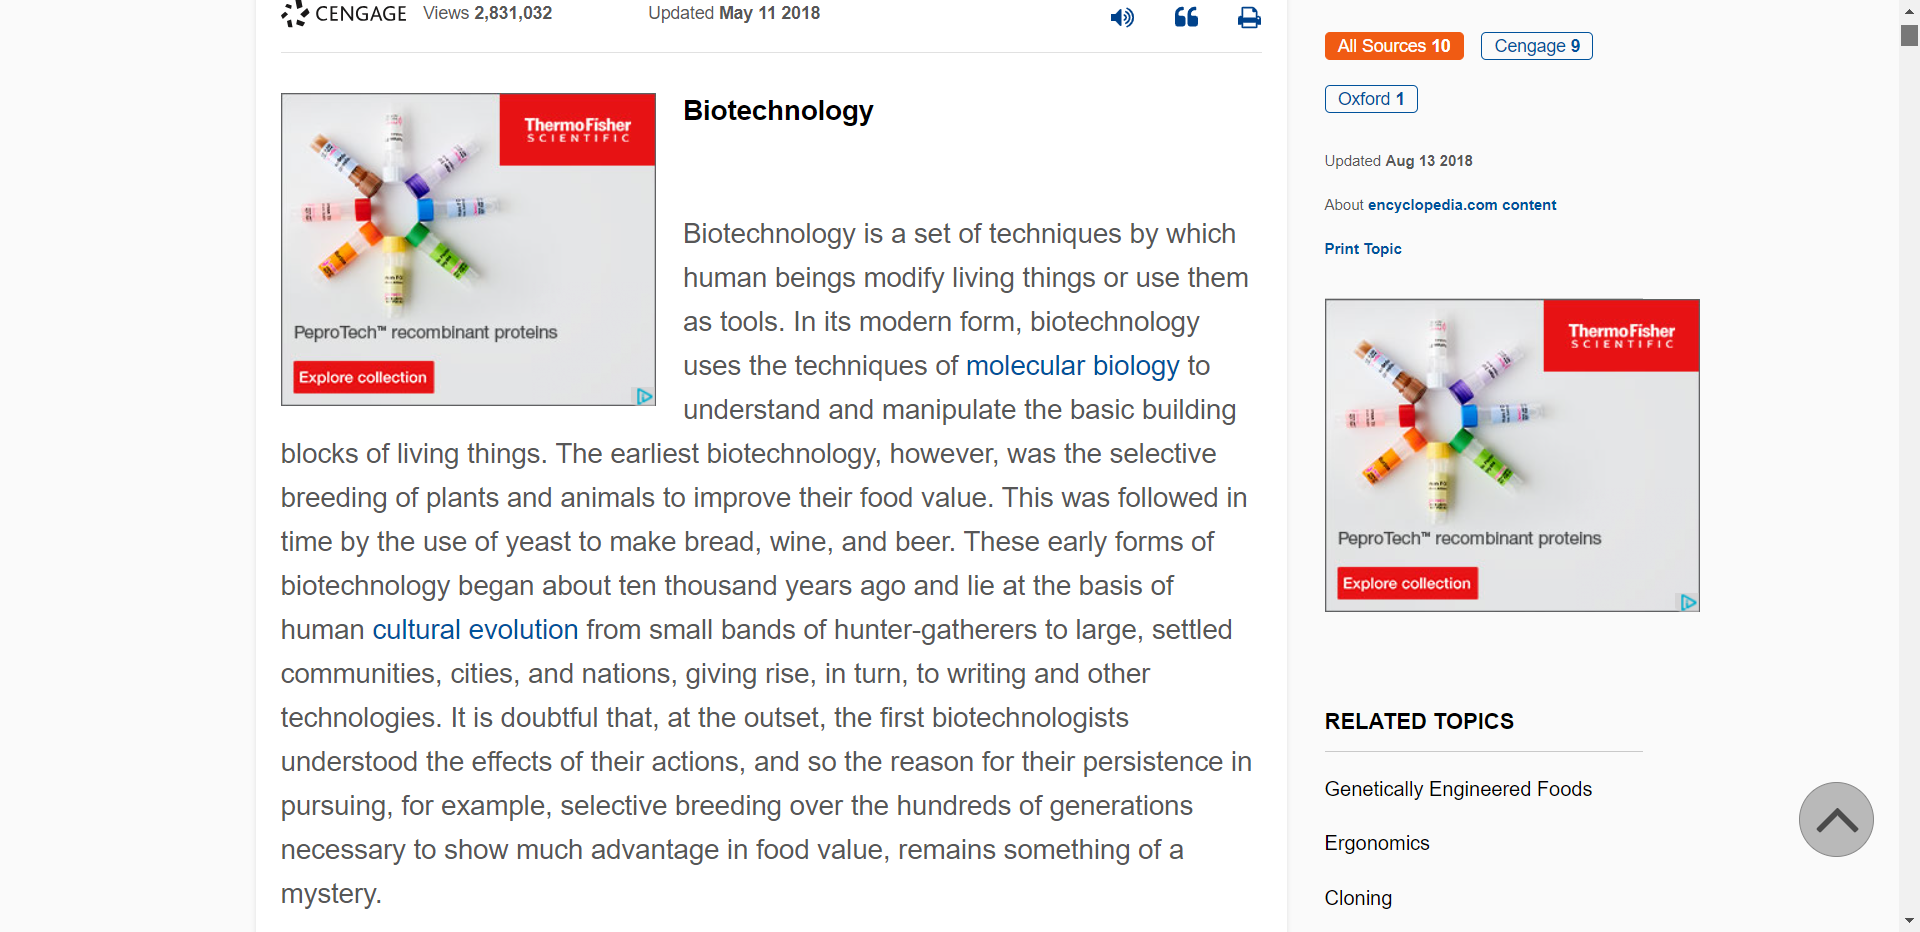 CENGAGE Views 2,831,032 Updated May 11 2018
ThermoFisher
SCIENTIFIC
PeproTech™ recombinant proteins
Explore collection
Biotechnology
Biotechnology is a set of techniques by which
human beings modify living things or use them
as tools. In its modern form, biotechnology
uses the techniques of molecular biology to
understand and manipulate the basic building
blocks of living things. The earliest biotechnology, however, was the selective
breeding of plants and animals to improve their food value. This was followed in
time by the use of yeast to make bread, wine, and beer. These early forms of
biotechnology began about ten thousand years ago and lie at the basis of
human cultural evolution from small bands of hunter-gatherers to large, settled
communities, cities, and nations, giving rise, in turn, to writing and other
technologies. It is doubtful that, at the outset, the first biotechnologists
understood the effects of their actions, and so the reason for their persistence in
pursuing, for example, selective breeding over the hundreds of generations
necessary to show much advantage in food value, remains something of a
mystery.
All Sources 10 Cengage 9
Oxford 1
Updated Aug 13 2018
About encyclopedia.com content
Print Topic
ThermoFisher
SCIENTIFIC
PeproTech™ recombinant proteins
Explore collection
RELATED TOPICS
Genetically Engineered Foods
Ergonomics
Cloning